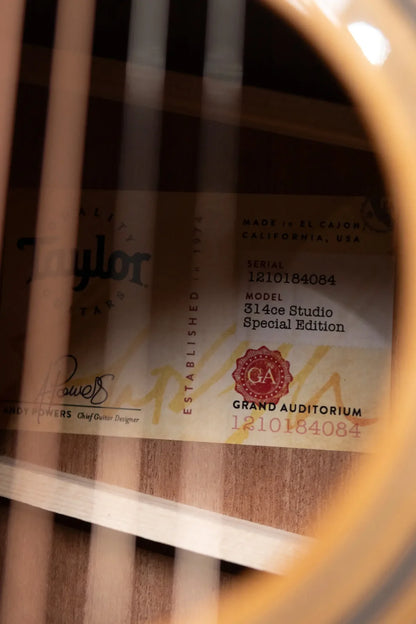 QUALITY
Taylor
GUITARS
Powers
ANDY POWERS Chief Guitar Designer
ESTABLISHED in 1974
MADE in EL CAJON
CALIFORNIA, USA
SERIAL
1210184084
MODEL
314ce Studio
Special Edition
GA
GRAND AUDITORIUM
1210184084